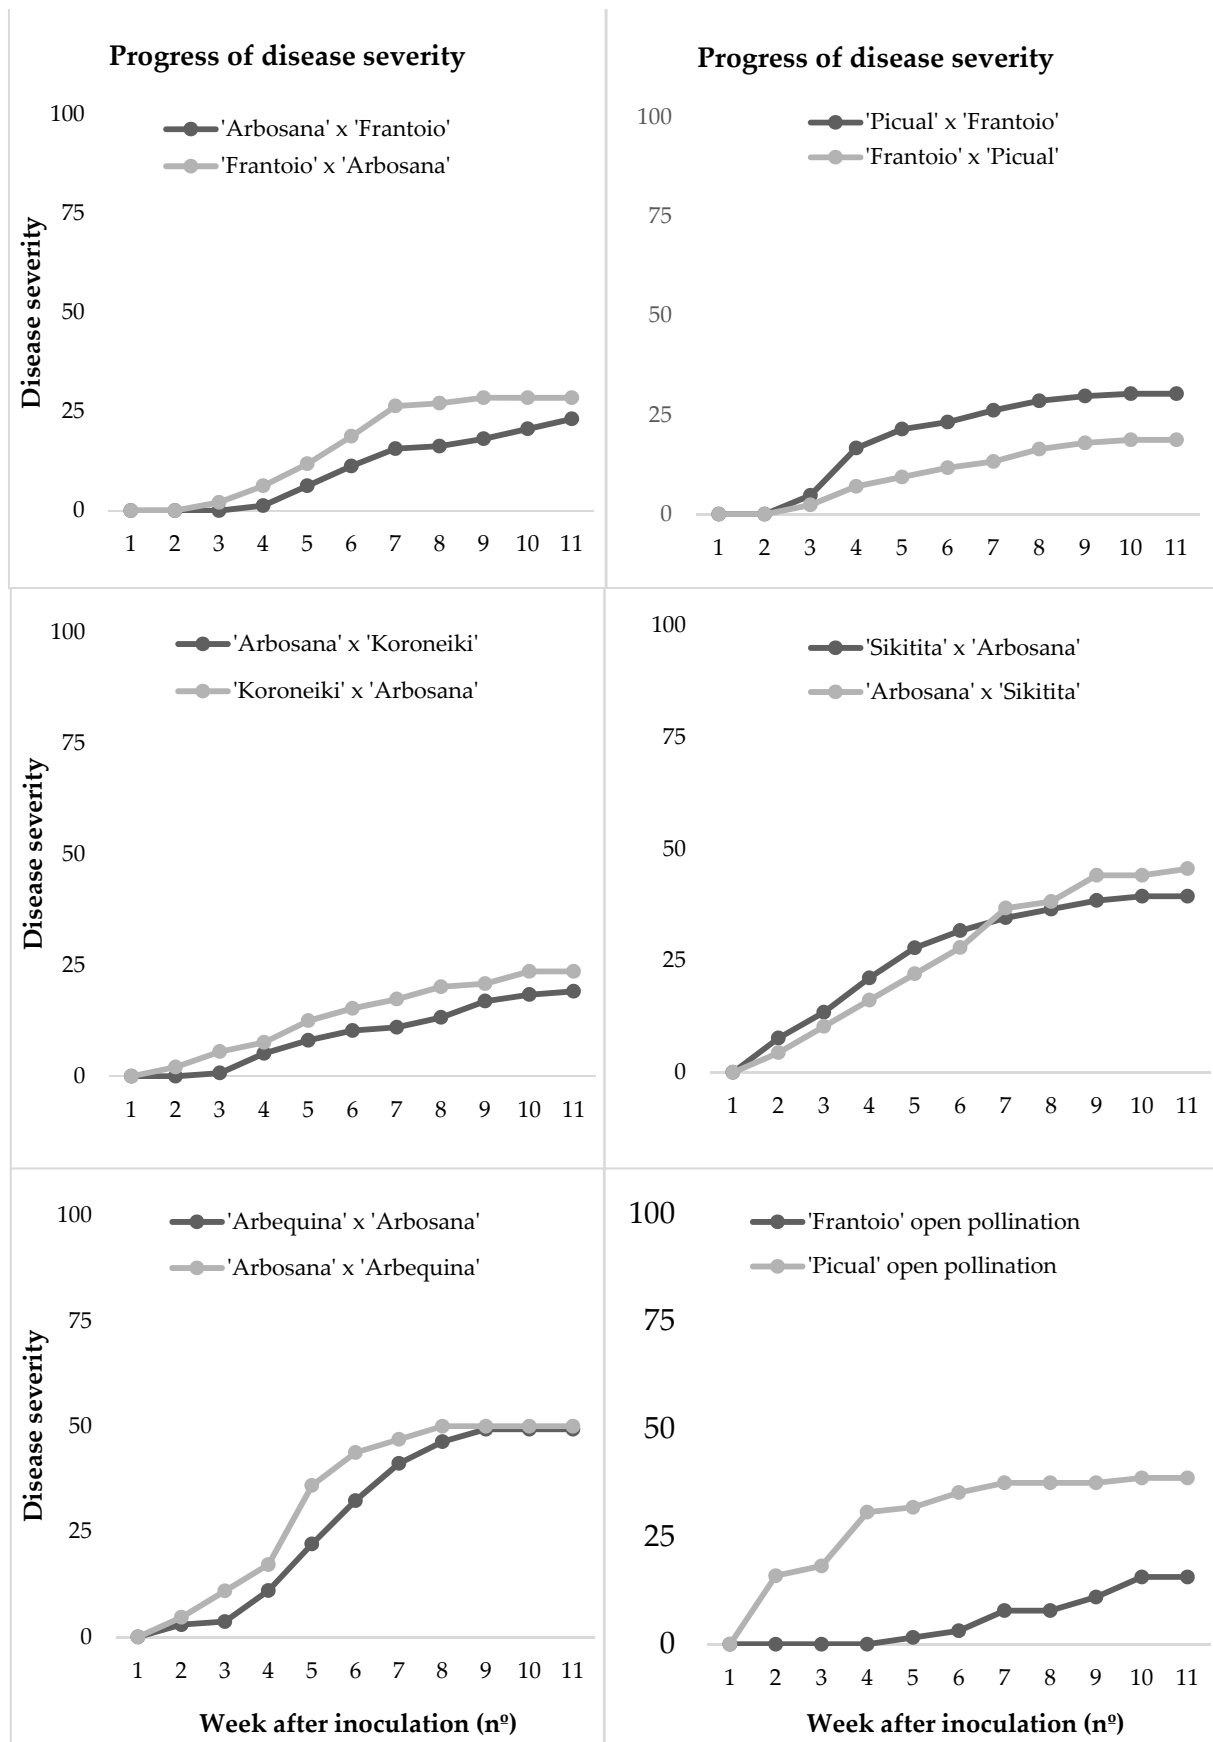 Progress of disease severity
100
75
50
25
0
'Arbosana' x 'Frantoio'
'Frantoio' x 'Arbosana'
Disease severity
1 2 3 4 5 6 7 8 9 10 11
Progress of disease severity
100
75
50
25
0
'Picual' x 'Frantoio'
'Frantoio' x 'Picual'
1 2 3 4 5 6 7 8 9 10 11
100
75
50
25
0
'Arbosana' x 'Koroneiki'
'Koroneiki' x 'Arbosana'
Disease severity
1 2 3 4 5 6 7 8 9 10 11
100
75
50
25
0
'Sikitita' x 'Arbosana'
'Arbosana' x 'Sikitita'
1 2 3 4 5 6 7 8 9 10 11
100
75
50
25
0
'Arbequina' x 'Arbosana'
'Arbosana' x 'Arbequina'
Disease severity
1 2 3 4 5 6 7 8 9 10 11
Week after inoculation (nº)
100
75
50
25
0
'Frantoio' open pollination
'Picual' open pollination
1 2 3 4 5 6 7 8 9 10 11
Week after inoculation (nº)